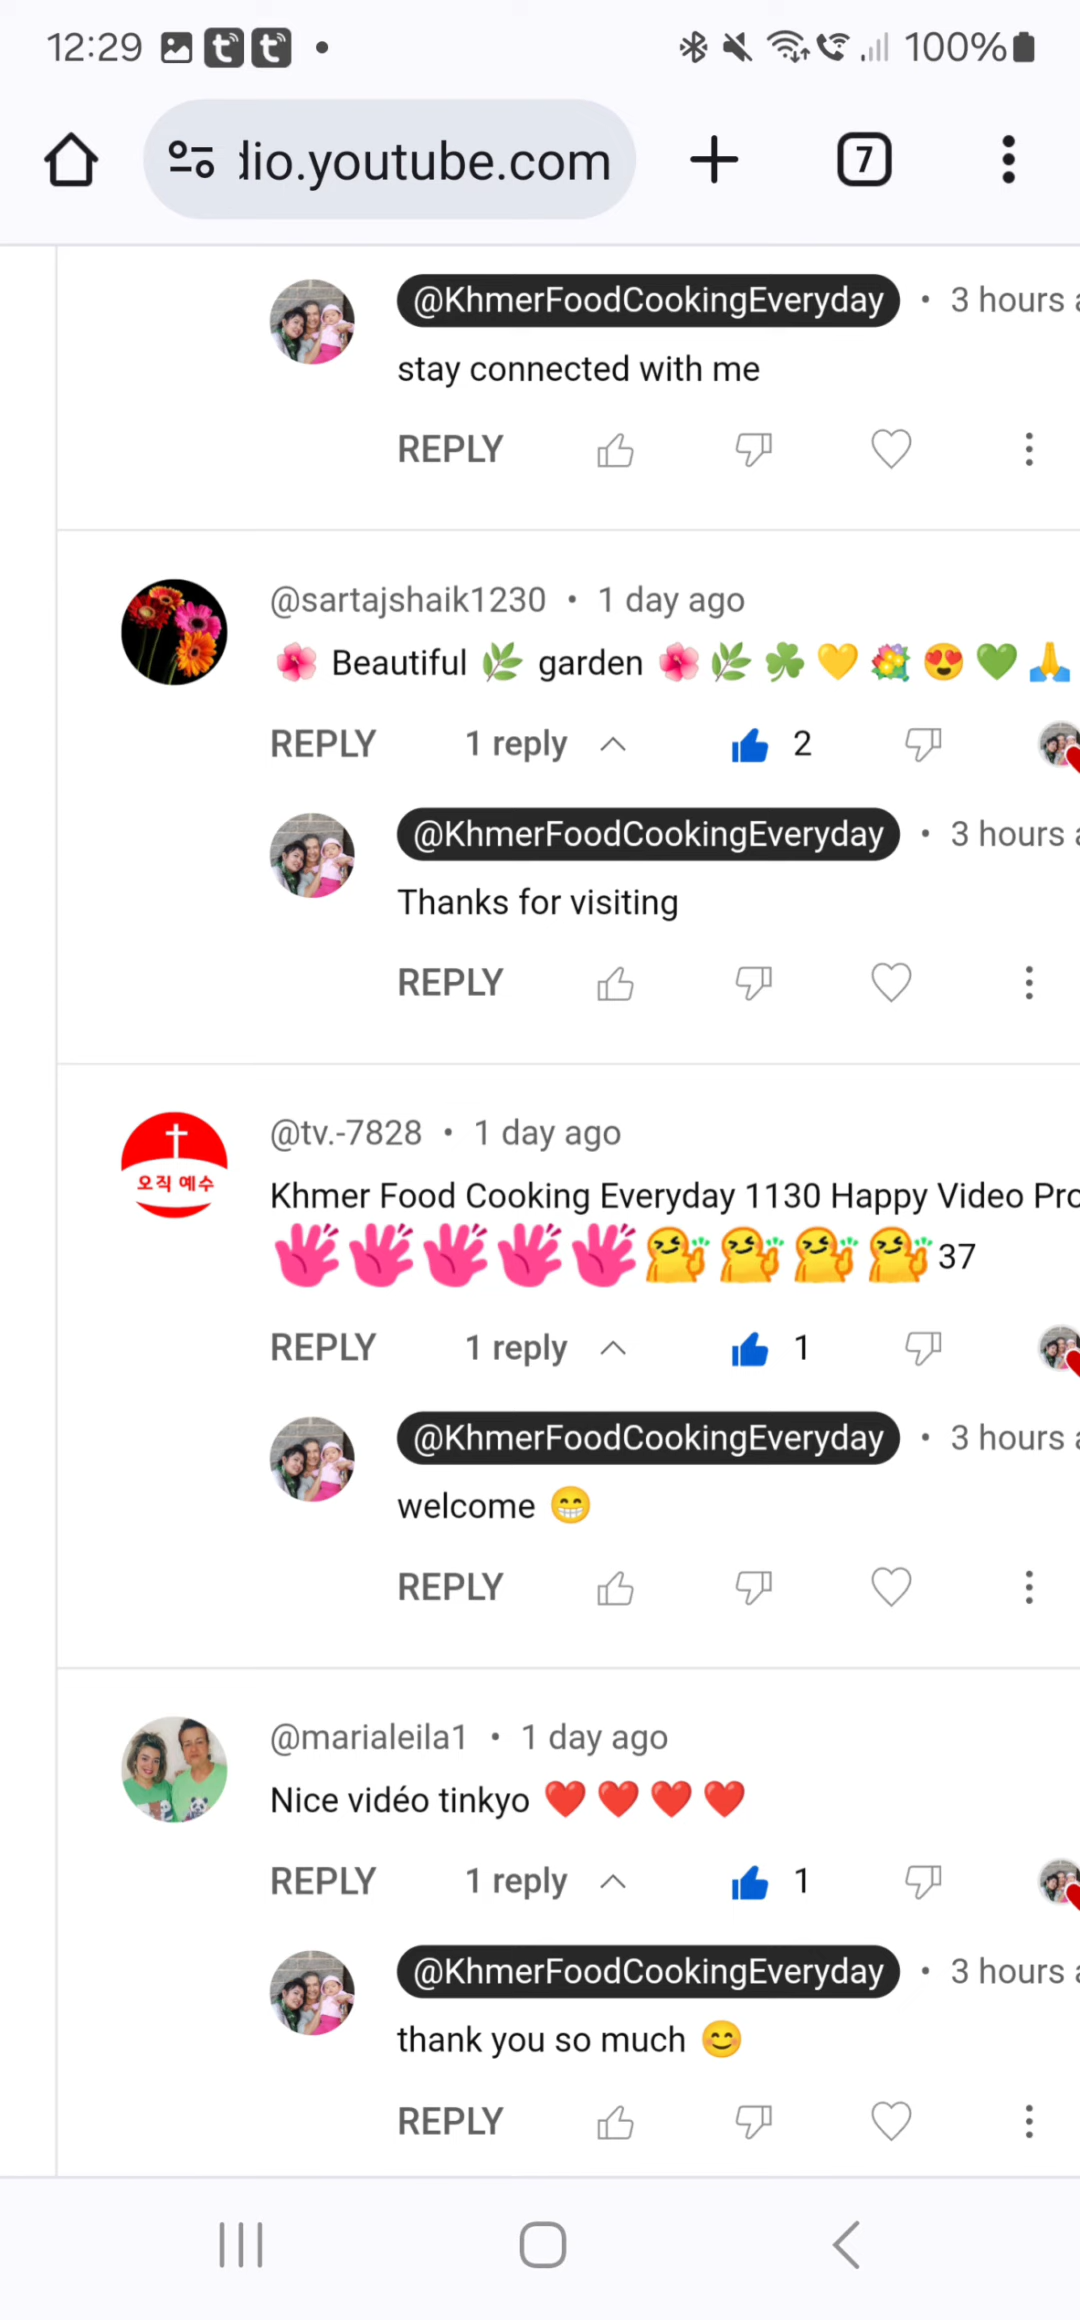 12:29 100%
dio.youtube.com 7
@KhmerFoodCookingEveryday • 3 hours
stay connected with me
REPLY
@sartajshaik1230 • 1 day ago
🌺 Beautiful 🌿 garden 🌺 🌿 ☘️ 💛 💐 😍 💚 🙏
REPLY 1 reply 2
@KhmerFoodCookingEveryday • 3 hours
Thanks for visiting
REPLY
@tv.-7828 • 1 day ago
오직 예수
Khmer Food Cooking Everyday 1130 Happy Video
37
REPLY 1 reply 1
@KhmerFoodCookingEveryday • 3 hours
welcome 😁
REPLY
@marialeila1 • 1 day ago
Nice vidéo tinkyo ❤️ ❤️ ❤️ ❤️
REPLY 1 reply 1
@KhmerFoodCookingEveryday • 3 hours
thank you so much 😊
REPLY